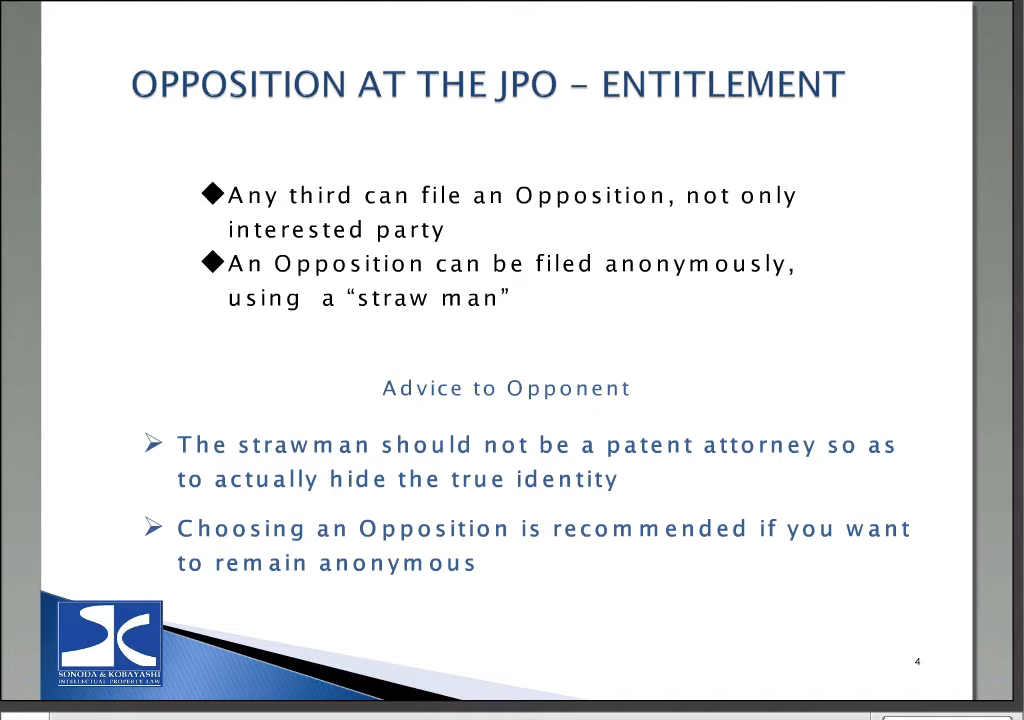 OPPOSITION AT THE JPO – ENTITLEMENT
◆Any third can file an Opposition, not only
interested party
◆An Opposition can be filed anonymously,
using a “straw man”
Advice to Opponent
➢ The strawman should not be a patent attorney so as
to actually hide the true identity
➢ Choosing an Opposition is recommended if you want
to remain anonymous
SONODA & KOBAYASHI
INTELLECTUAL PROPERTY LAW
4